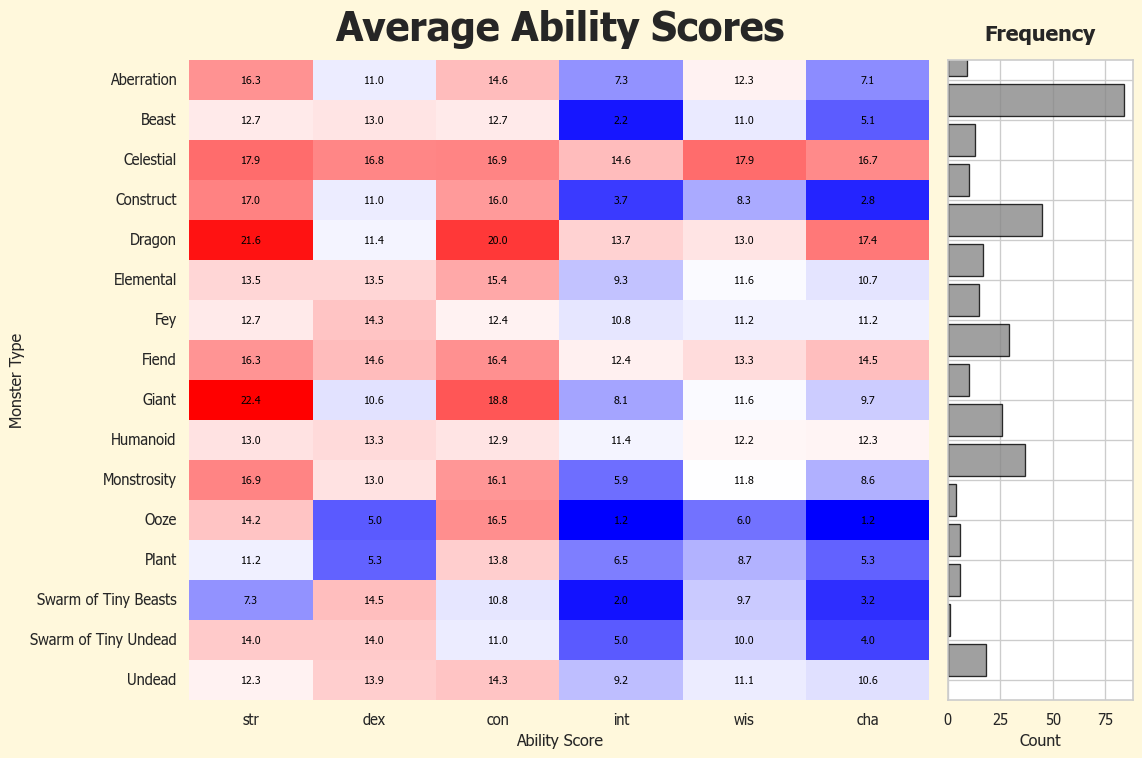 Average Ability Scores
Frequency
Monster Type
Aberration 16.3 11.0 14.6 7.3 12.3 7.1
Beast 12.7 13.0 12.7 2.2 11.0 5.1
Celestial 17.9 16.8 16.9 14.6 17.9 16.7
Construct 17.0 11.0 16.0 3.7 8.3 2.8
Dragon 21.6 11.4 20.0 13.7 13.0 17.4
Elemental 13.5 13.5 15.4 9.3 11.6 10.7
Fey 12.7 14.3 12.4 10.8 11.2 11.2
Fiend 16.3 14.6 16.4 12.4 13.3 14.5
Giant 22.4 10.6 18.8 8.1 11.6 9.7
Humanoid 13.0 13.3 12.9 11.4 12.2 12.3
Monstrosity 16.9 13.0 16.1 5.9 11.8 8.6
Ooze 14.2 5.0 16.5 1.2 6.0 1.2
Plant 11.2 5.3 13.8 6.5 8.7 5.3
Swarm of Tiny Beasts 7.3 14.5 10.8 2.0 9.7 3.2
Swarm of Tiny Undead 14.0 14.0 11.0 5.0 10.0 4.0
Undead 12.3 13.9 14.3 9.2 11.1 10.6
str dex con int wis cha
Ability Score
0 25 50 75
Count